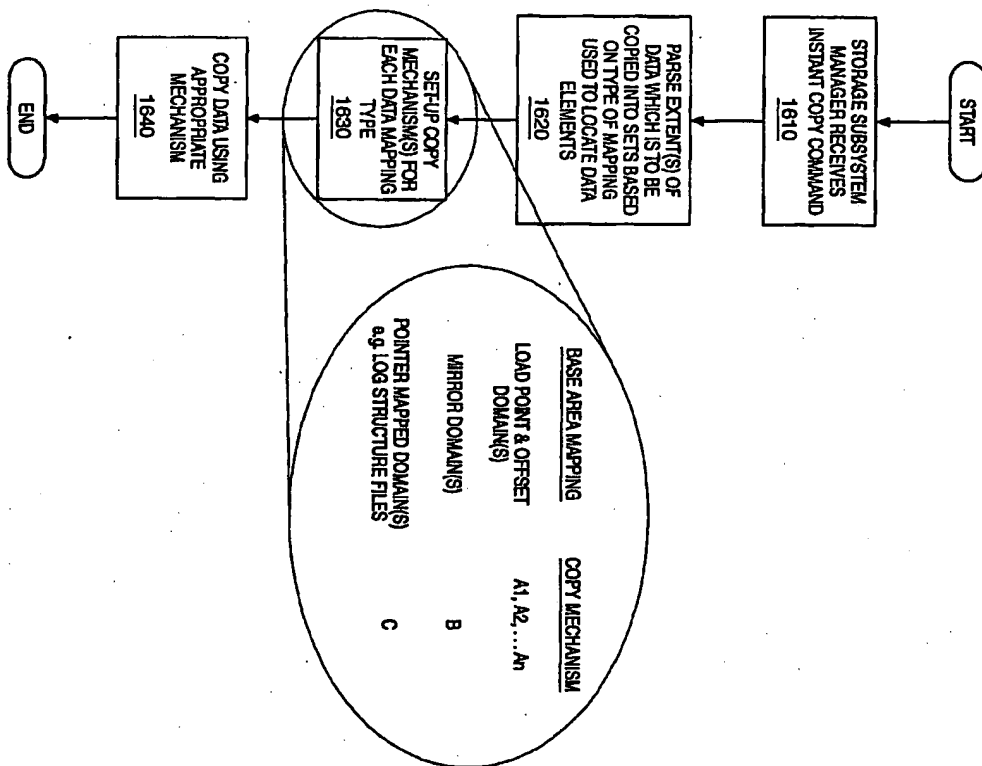 START
STORAGE SUBSYSTEM
MANAGER RECEIVES
INSTANT COPY COMMAND
1610
PARSE EXTENT(S) OF
DATA WHICH IS TO BE
COPIED INTO SETS BASED
ON TYPE OF MAPPING
USED TO LOCATE DATA
ELEMENTS
1620
SET-UP COPY
MECHANISM(S) FOR
EACH DATA MAPPING
TYPE
1630
COPY DATA USING
APPROPRIATE
MECHANISM
1640
END
BASE AREA MAPPING COPY MECHANISM
LOAD POINT & OFFSET
DOMAIN(S) A1, A2, . . . An
MIRROR DOMAIN(S) B
POINTER MAPPED DOMAIN(S)
e.g. LOG STRUCTURE FILES C